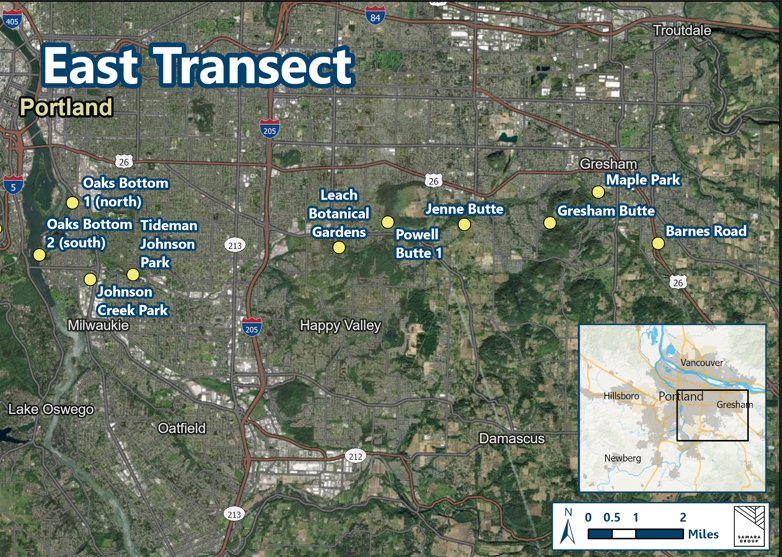 405
84
Troutdale
East Transect
Portland
205
26
5
Gresham
26
Maple Park
Oaks Bottom
1 (north)
Leach
Botanical
Gardens
Jenne Butte
Gresham Butte
Oaks Bottom
2 (south)
Tideman
Johnson
Park
213
Powell
Butte 1
Barnes Road
Johnson
Creek Park
26
Milwaukie
205
Happy Valley
Vancouver
Hillsboro
Portland
Gresham
Newberg
Lake Oswego
Oatfield
Damascus
212
213
N
0 0.5 1 2
Miles
SAMARA
GROUP